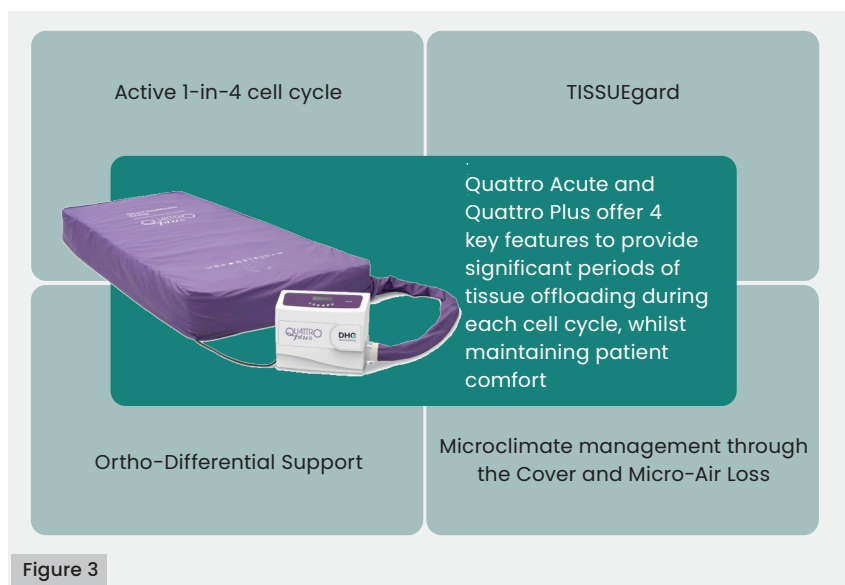 Active 1-in-4 cell cycle
TISSUEgard
Quattro Acute and
Quattro Plus offer 4
key features to provide
significant periods of
tissue offloading during
each cell cycle, whilst
maintaining patient
comfort
QUATTRO
plus
QUATTRO
plus
DHG
Ortho-Differential Support
Microclimate management through
the Cover and Micro-Air Loss
Figure 3